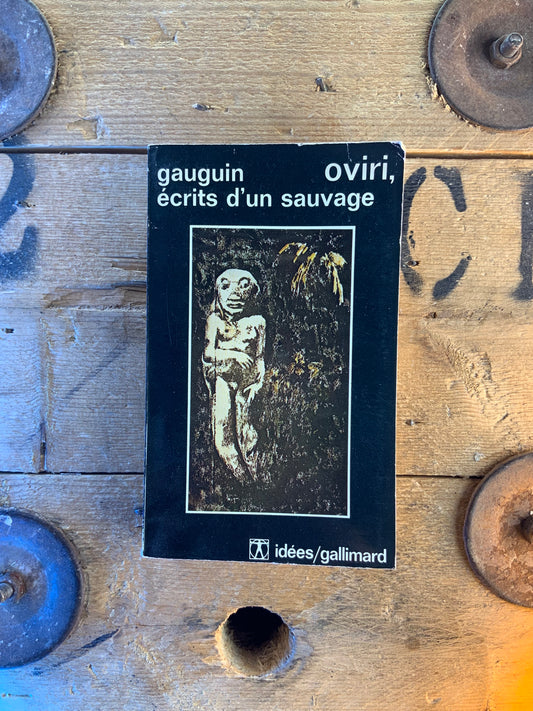 gauguin oviri,
écrits d'un sauvage
idées/gallimard